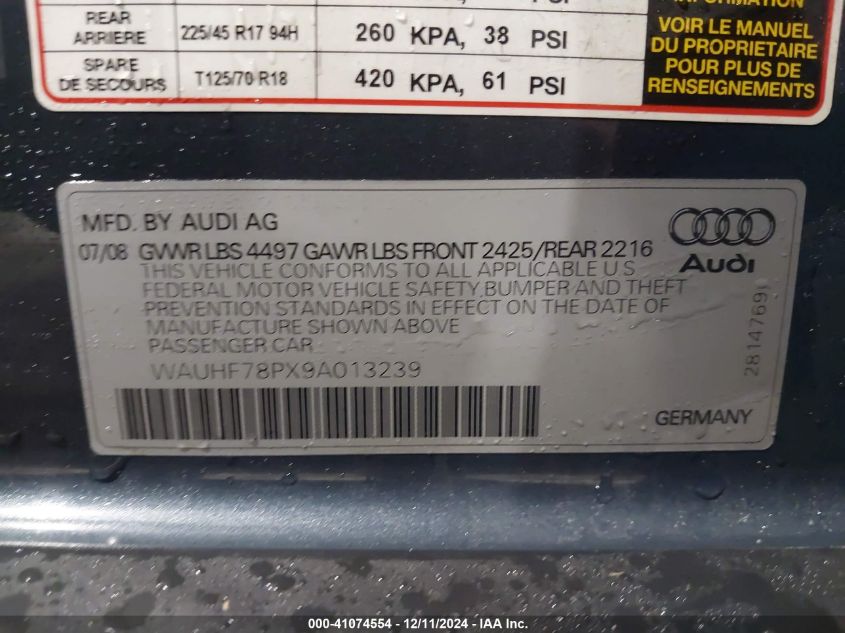 REAR
ARRIERE
225/45 R17 94H
260 KPA, 38 PSI
SPARE
DE SECOURS
T125/70 R18
420 KPA, 61 PSI
INFORMATION
VOIR LE MANUEL
DU PROPRIETAIRE
POUR PLUS DE
RENSEIGNEMENTS
MFD. BY AUDI AG
07/08 GVWR LBS 4497 GAWR LBS FRONT 2425/REAR 2216
THIS VEHICLE CONFORMS TO ALL APPLICABLE U S
FEDERAL MOTOR VEHICLE SAFETY, BUMPER AND THEFT
PREVENTION STANDARDS IN EFFECT ON THE DATE OF
MANUFACTURE SHOWN ABOVE
PASSENGER CAR
WAUHF78PX9A013239
Audi
2814769
GERMANY
000-41074554 - 12/11/2024 - IAA Inc.